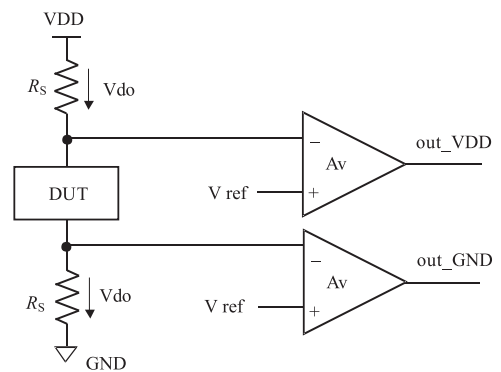 VDD
RS
Vdo
out_VDD
−
Av
DUT
V ref
+
out_GND
−
Av
RS
Vdo
V ref
+
GND